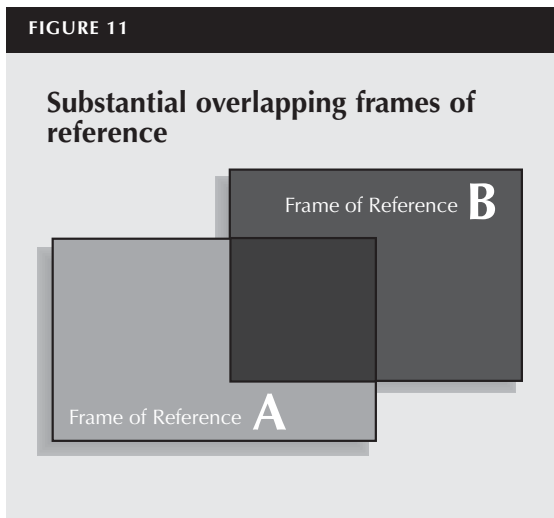 FIGURE 11
Substantial overlapping frames of
reference
Frame of Reference B
Frame of Reference A